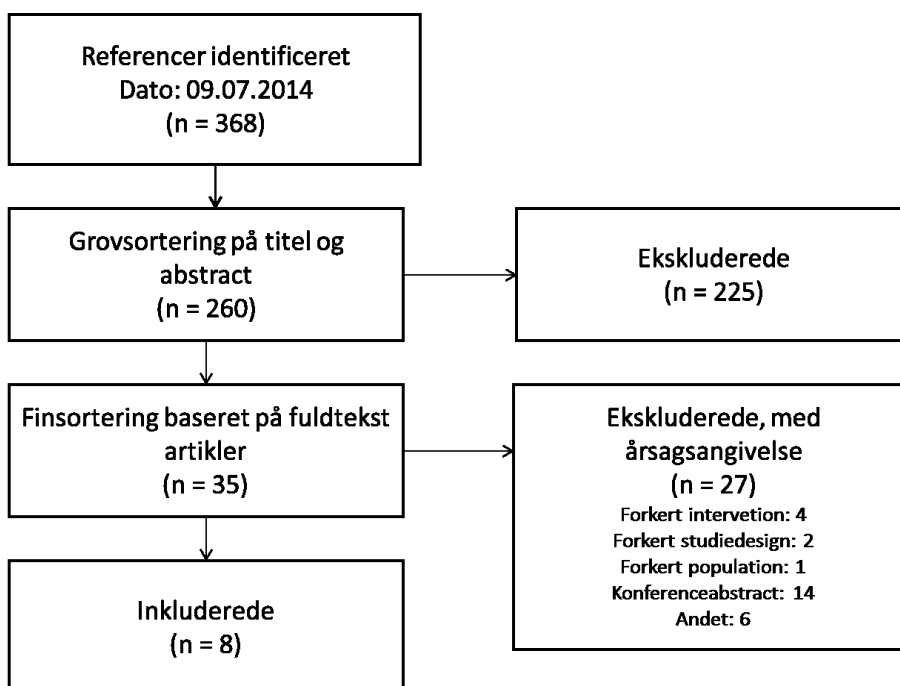 Referencer identificeret
Dato: 09.07.2014
(n = 368)
Grovsortering på titel og
abstract
(n = 260)
Ekskluderede
(n = 225)
Finsortering baseret på fuldtekst
artikler
(n = 35)
Ekskluderede, med
årsagsangivelse
(n = 27)
Forkert intervetion: 4
Forkert studiedesign: 2
Forkert population: 1
Konferenceabstract: 14
Andet: 6
Inkluderede
(n = 8)